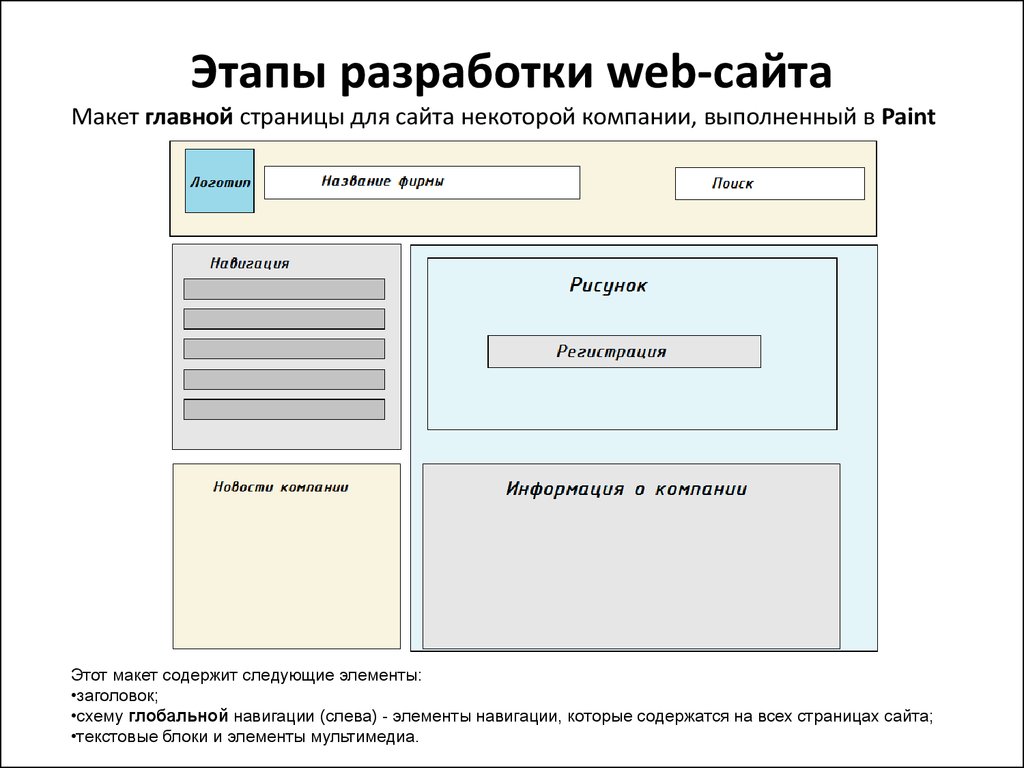 Этапы разработки web-сайта
Макет главной страницы для сайта некоторой компании, выполненный в Paint
Логотип
Название фирмы
Поиск
Навигация
Рисунок
Регистрация
Новости компании
Информация о компании
Этот макет содержит следующие элементы:
•заголовок;
•схему глобальной навигации (слева) - элементы навигации, которые содержатся на всех страницах сайта;
•текстовые блоки и элементы мультимедиа.